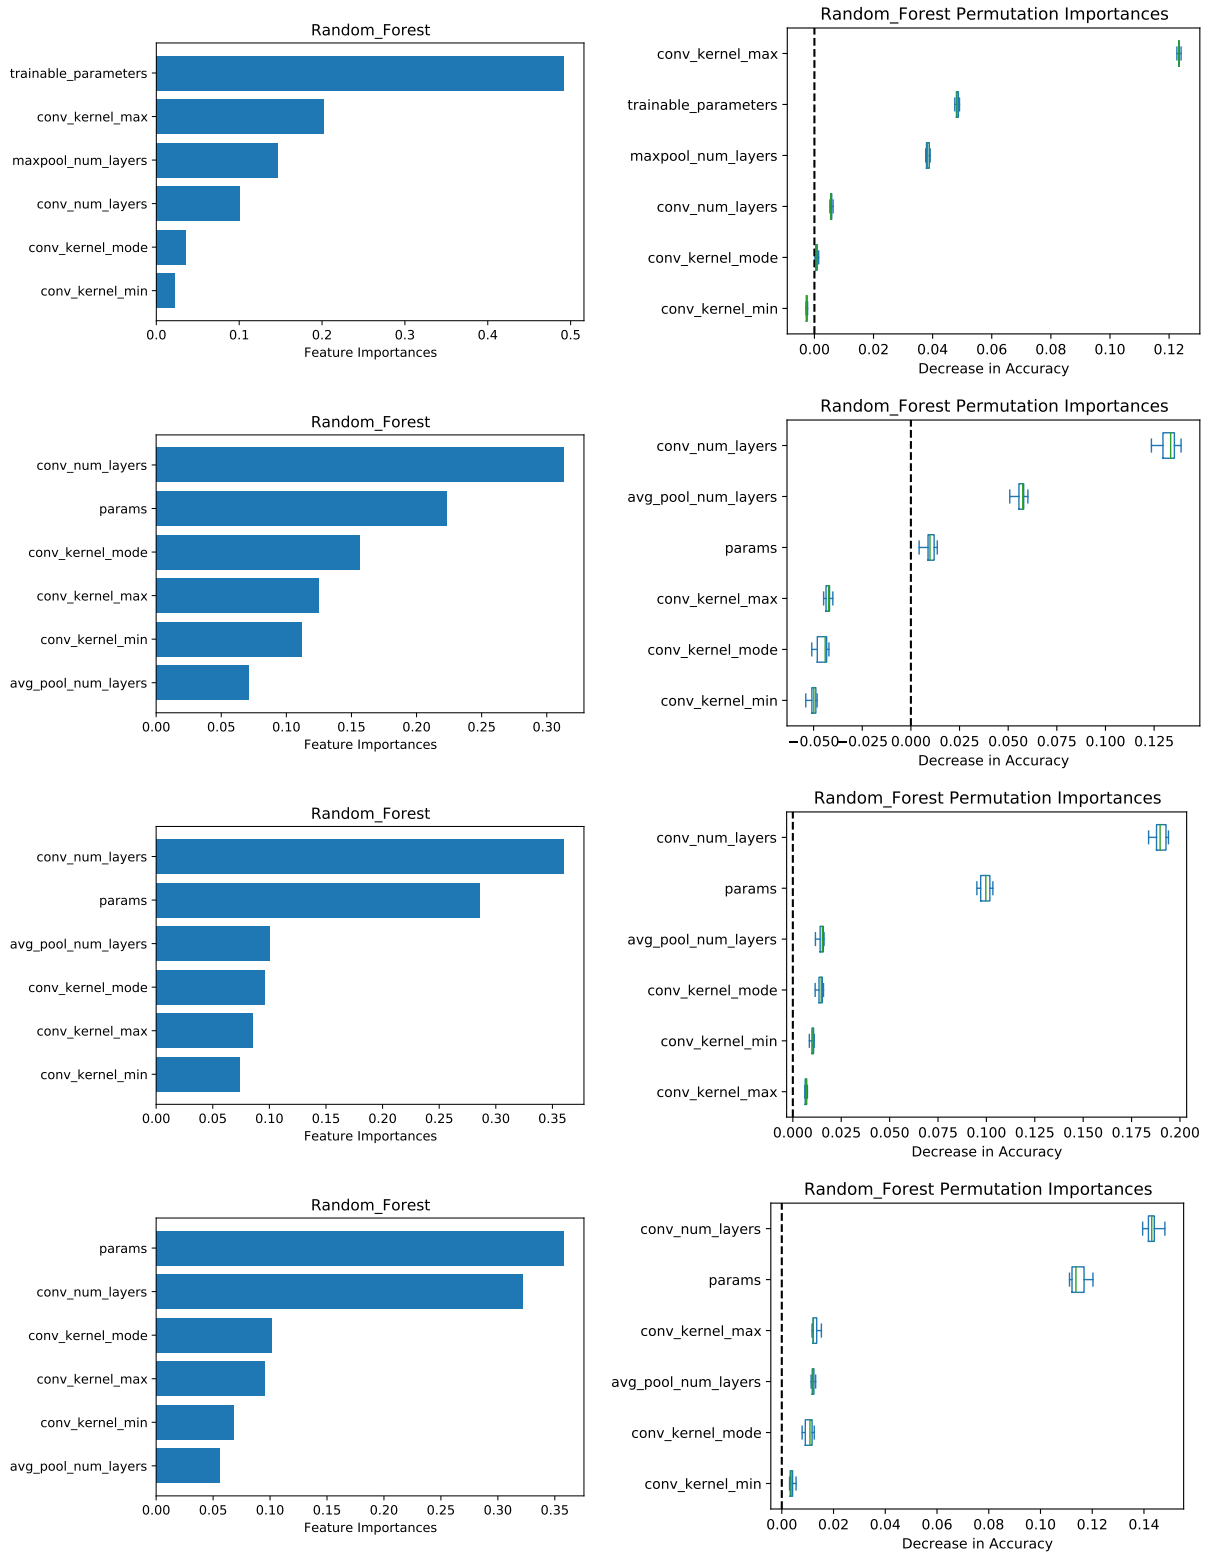 Random_Forest
trainable_parameters
conv_kernel_max
maxpool_num_layers
conv_num_layers
conv_kernel_mode
conv_kernel_min
0.0 0.1 0.2 0.3 0.4 0.5
Feature Importances
Random_Forest Permutation Importances
conv_kernel_max
trainable_parameters
maxpool_num_layers
conv_num_layers
conv_kernel_mode
conv_kernel_min
0.00 0.02 0.04 0.06 0.08 0.10 0.12
Decrease in Accuracy
Random_Forest
conv_num_layers
params
conv_kernel_mode
conv_kernel_max
conv_kernel_min
avg_pool_num_layers
0.00 0.05 0.10 0.15 0.20 0.25 0.30
Feature Importances
Random_Forest Permutation Importances
conv_num_layers
avg_pool_num_layers
params
conv_kernel_max
conv_kernel_mode
conv_kernel_min
−0.050 −0.025 0.000 0.025 0.050 0.075 0.100 0.125
Decrease in Accuracy
Random_Forest
conv_num_layers
params
avg_pool_num_layers
conv_kernel_mode
conv_kernel_max
conv_kernel_min
0.00 0.05 0.10 0.15 0.20 0.25 0.30 0.35
Feature Importances
Random_Forest Permutation Importances
conv_num_layers
params
avg_pool_num_layers
conv_kernel_mode
conv_kernel_min
conv_kernel_max
0.000 0.025 0.050 0.075 0.100 0.125 0.150 0.175 0.200
Decrease in Accuracy
Random_Forest
params
conv_num_layers
conv_kernel_mode
conv_kernel_max
conv_kernel_min
avg_pool_num_layers
0.00 0.05 0.10 0.15 0.20 0.25 0.30 0.35
Feature Importances
Random_Forest Permutation Importances
conv_num_layers
params
conv_kernel_max
avg_pool_num_layers
conv_kernel_mode
conv_kernel_min
0.00 0.02 0.04 0.06 0.08 0.10 0.12 0.14
Decrease in Accuracy